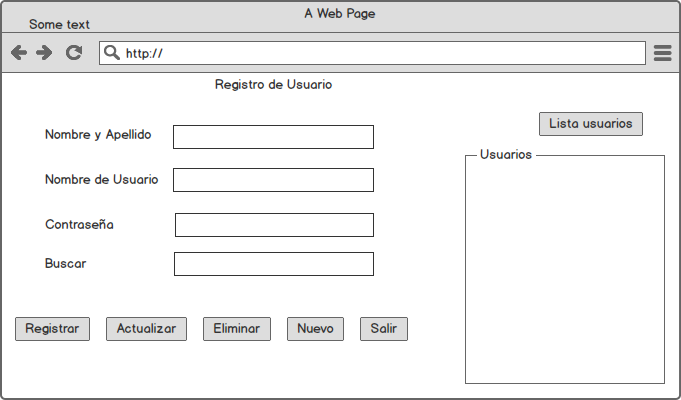 A Web Page
Some text
http://
Registro de Usuario
Lista usuarios
Nombre y Apellido
Usuarios
Nombre de Usuario
Contraseña
Buscar
Registrar
Actualizar
Eliminar
Nuevo
Salir